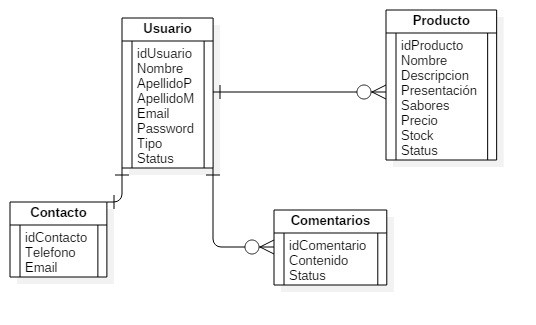 Usuario
idUsuario
Nombre
ApellidoP
ApellidoM
Email
Password
Tipo
Status
Producto
idProducto
Nombre
Descripcion
Presentación
Sabores
Precio
Stock
Status
Contacto
idContacto
Telefono
Email
Comentarios
idComentario
Contenido
Status